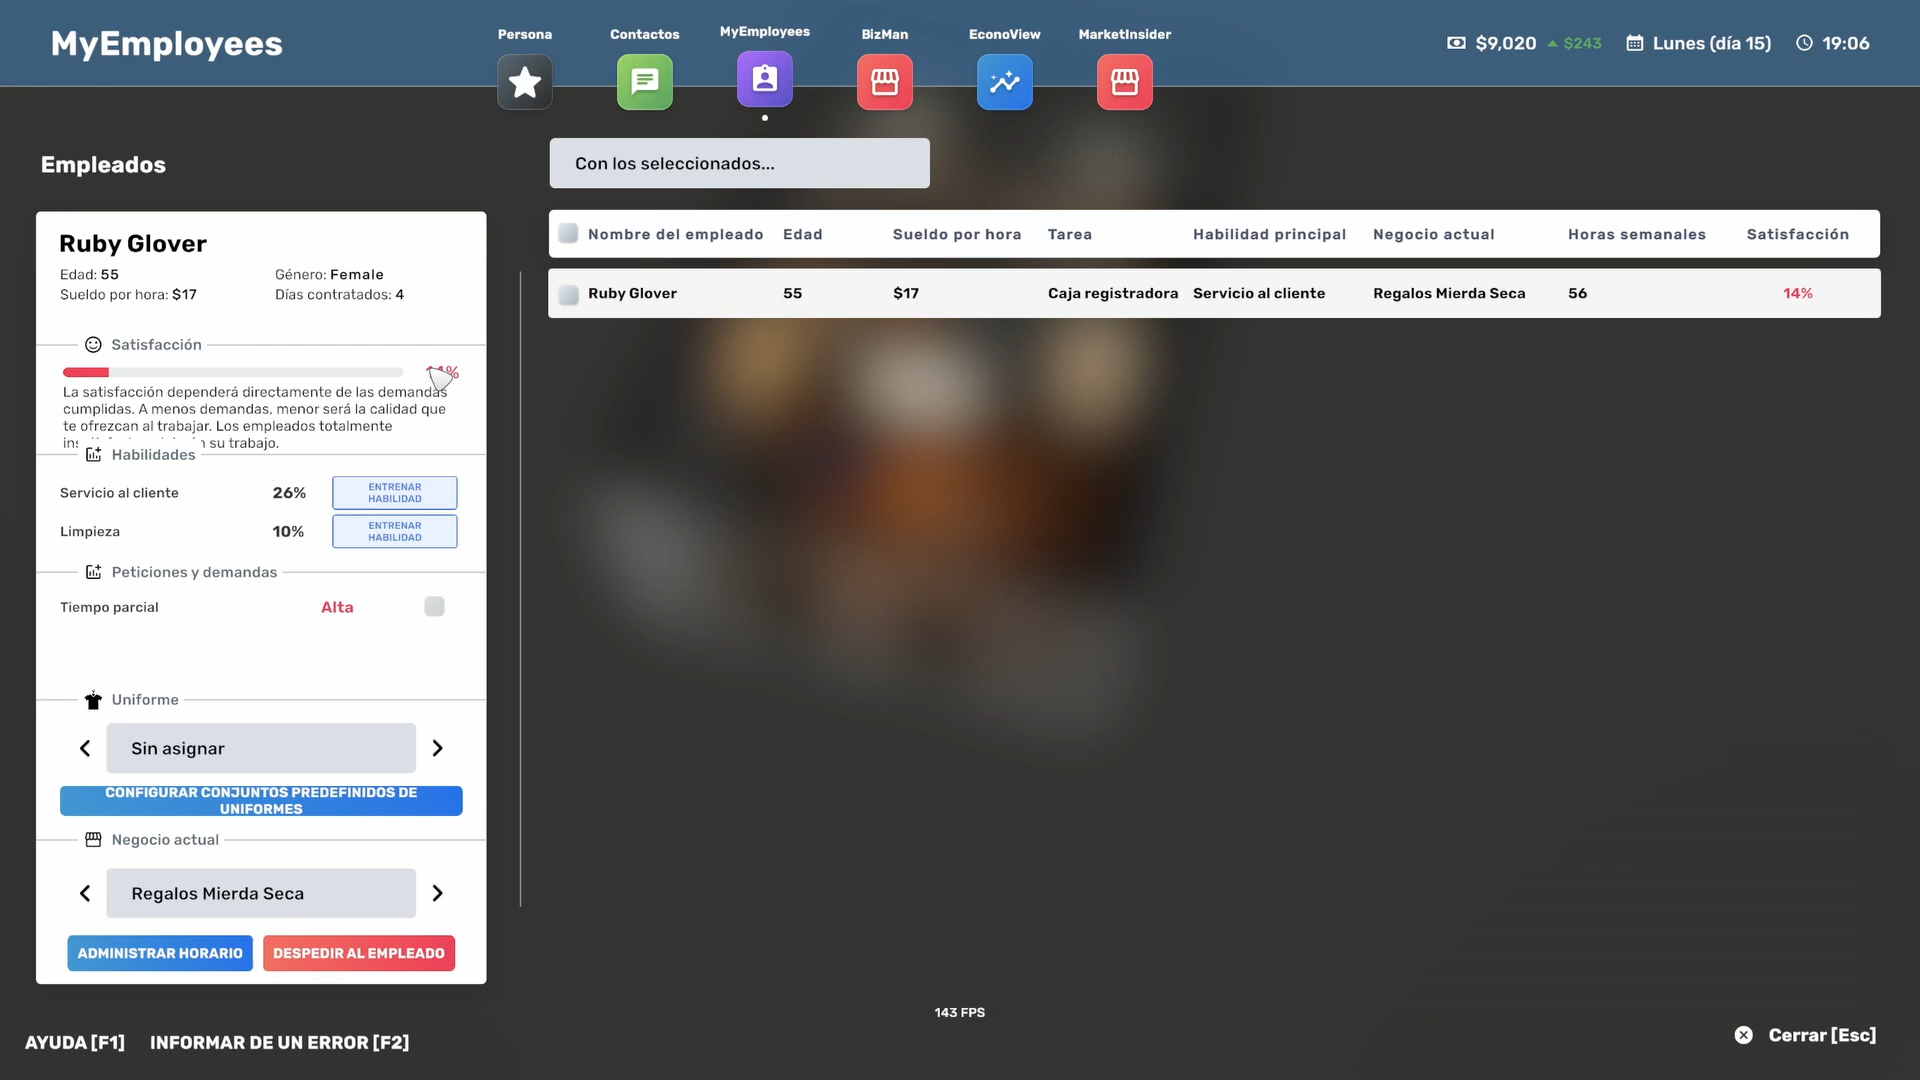 MyEmployees
Persona
Contactos
MyEmployees
BizMan
EconoView
MarketInsider
$9,020
$243
Lunes (día 15)
19:06
Empleados
Con los seleccionados...
Ruby Glover
Edad: 55
Género: Female
Sueldo por hora: $17
Días contratados: 4
Satisfacción
La satisfacción dependerá directamente de las demandas
cumplidas. A menos demandas, menor será la calidad que
te ofrezcan al trabajar. Los empleados totalmente
su trabajo.
Habilidades
Servicio al cliente 26% ENTRENAR
HABILIDAD
Limpieza 10% ENTRENAR
HABILIDAD
Peticiones y demandas
Tiempo parcial Alta
Uniforme
Sin asignar
CONFIGURAR CONJUNTOS PREDEFINIDOS DE
UNIFORMES
Negocio actual
Regalos Mierda Seca
ADMINISTRAR HORARIO
DESPEDIR AL EMPLEADO
Nombre del empleado Edad Sueldo por hora Tarea Habilidad principal Negocio actual Horas semanales Satisfacción
Ruby Glover 55 $17 Caja registradora Servicio al cliente Regalos Mierda Seca 56 14%
143 FPS
AYUDA [F1]
INFORMAR DE UN ERROR [F2]
Cerrar [Esc]